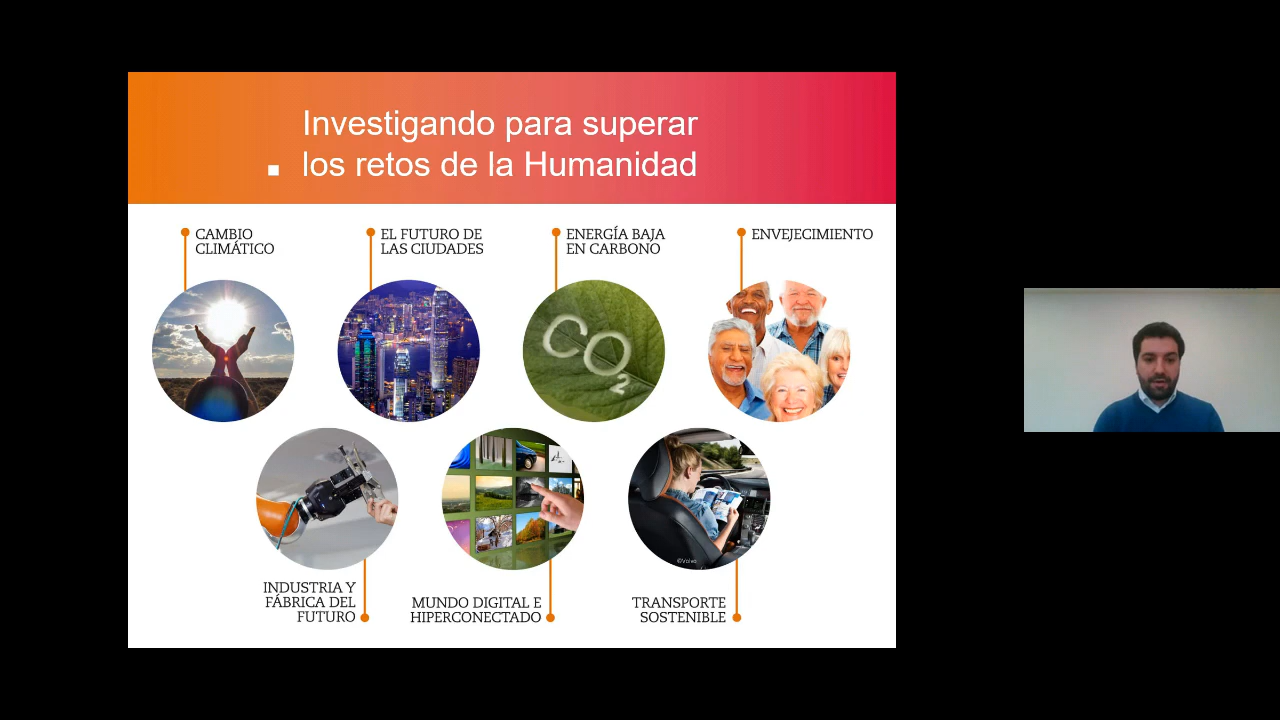 Investigando para superar
los retos de la Humanidad
CAMBIO
CLIMÁTICO
EL FUTURO DE
LAS CIUDADES
ENERGÍA BAJA
EN CARBONO
ENVEJECIMIENTO
CO2
©Volvo
INDUSTRIA Y
FÁBRICA DEL
FUTURO
MUNDO DIGITAL E
HIPERCONECTADO
TRANSPORTE
SOSTENIBLE